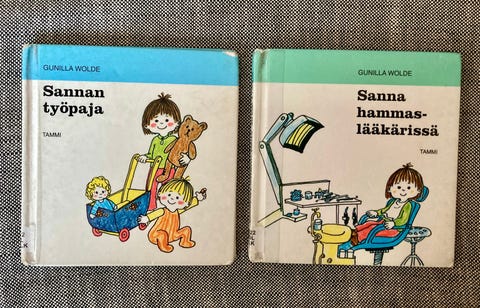 GUNILLA WOLDE
Sannan
työpaja
TAMMI
GUNILLA WOLDE
Sanna
hammas-
lääkärissä
TAMMI